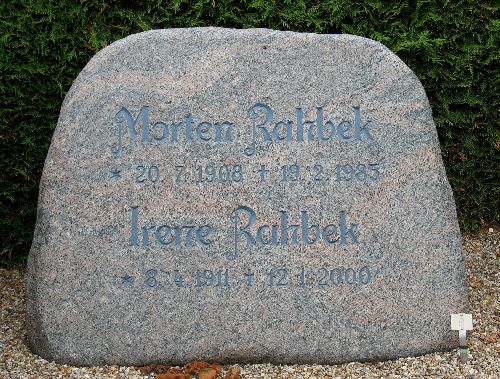 Morten Rahbek
* 20.7.1908 † 19.2.1985
Irene Rahbek
* 8.4.1911 † 12.1.2000